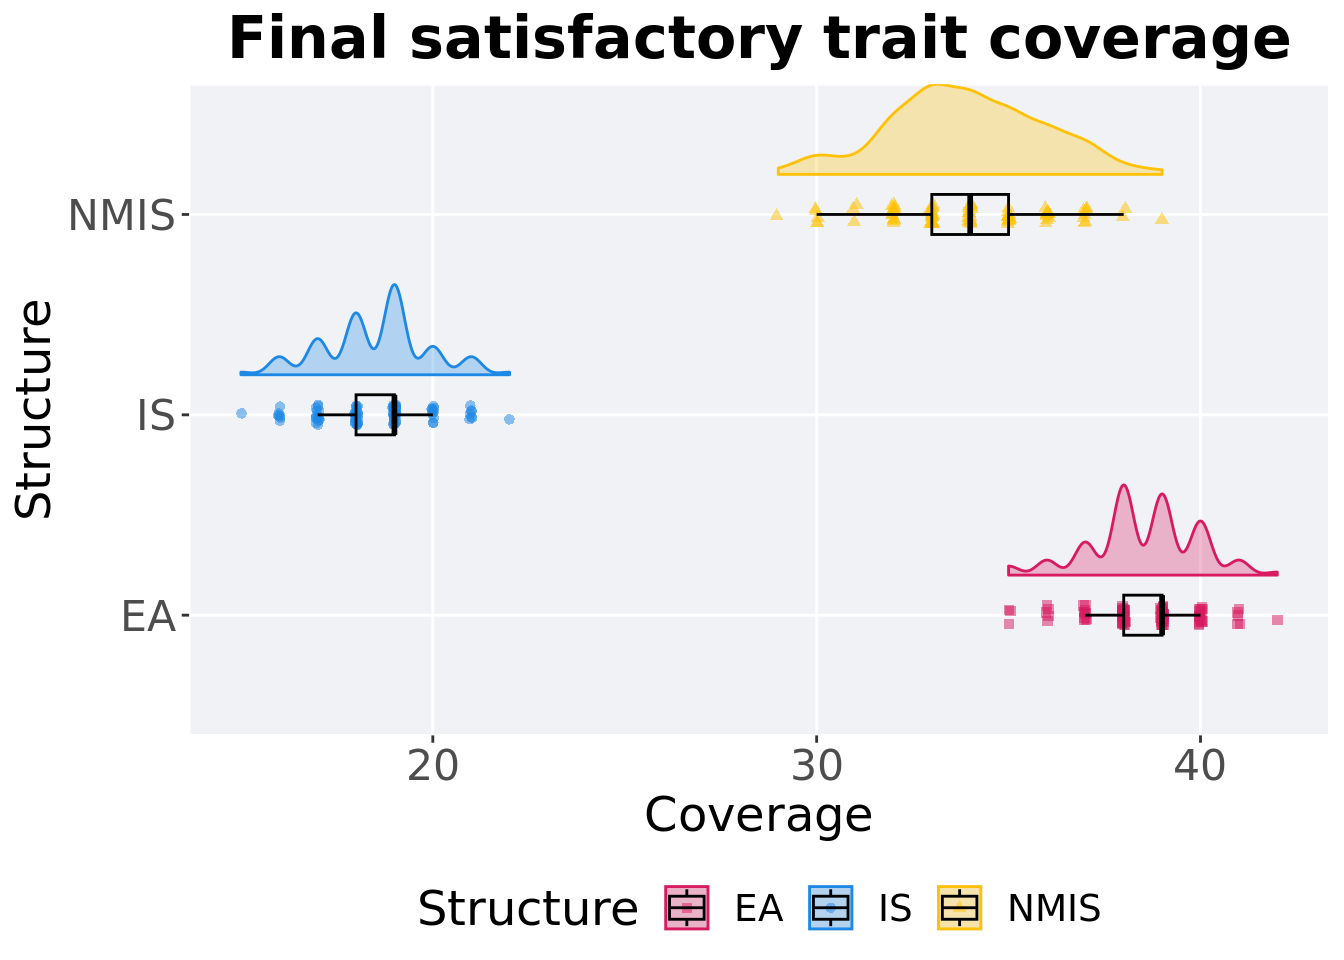 Final satisfactory trait coverage
NMIS
IS
EA
Structure
20 30 40
Coverage
Structure EA IS NMIS